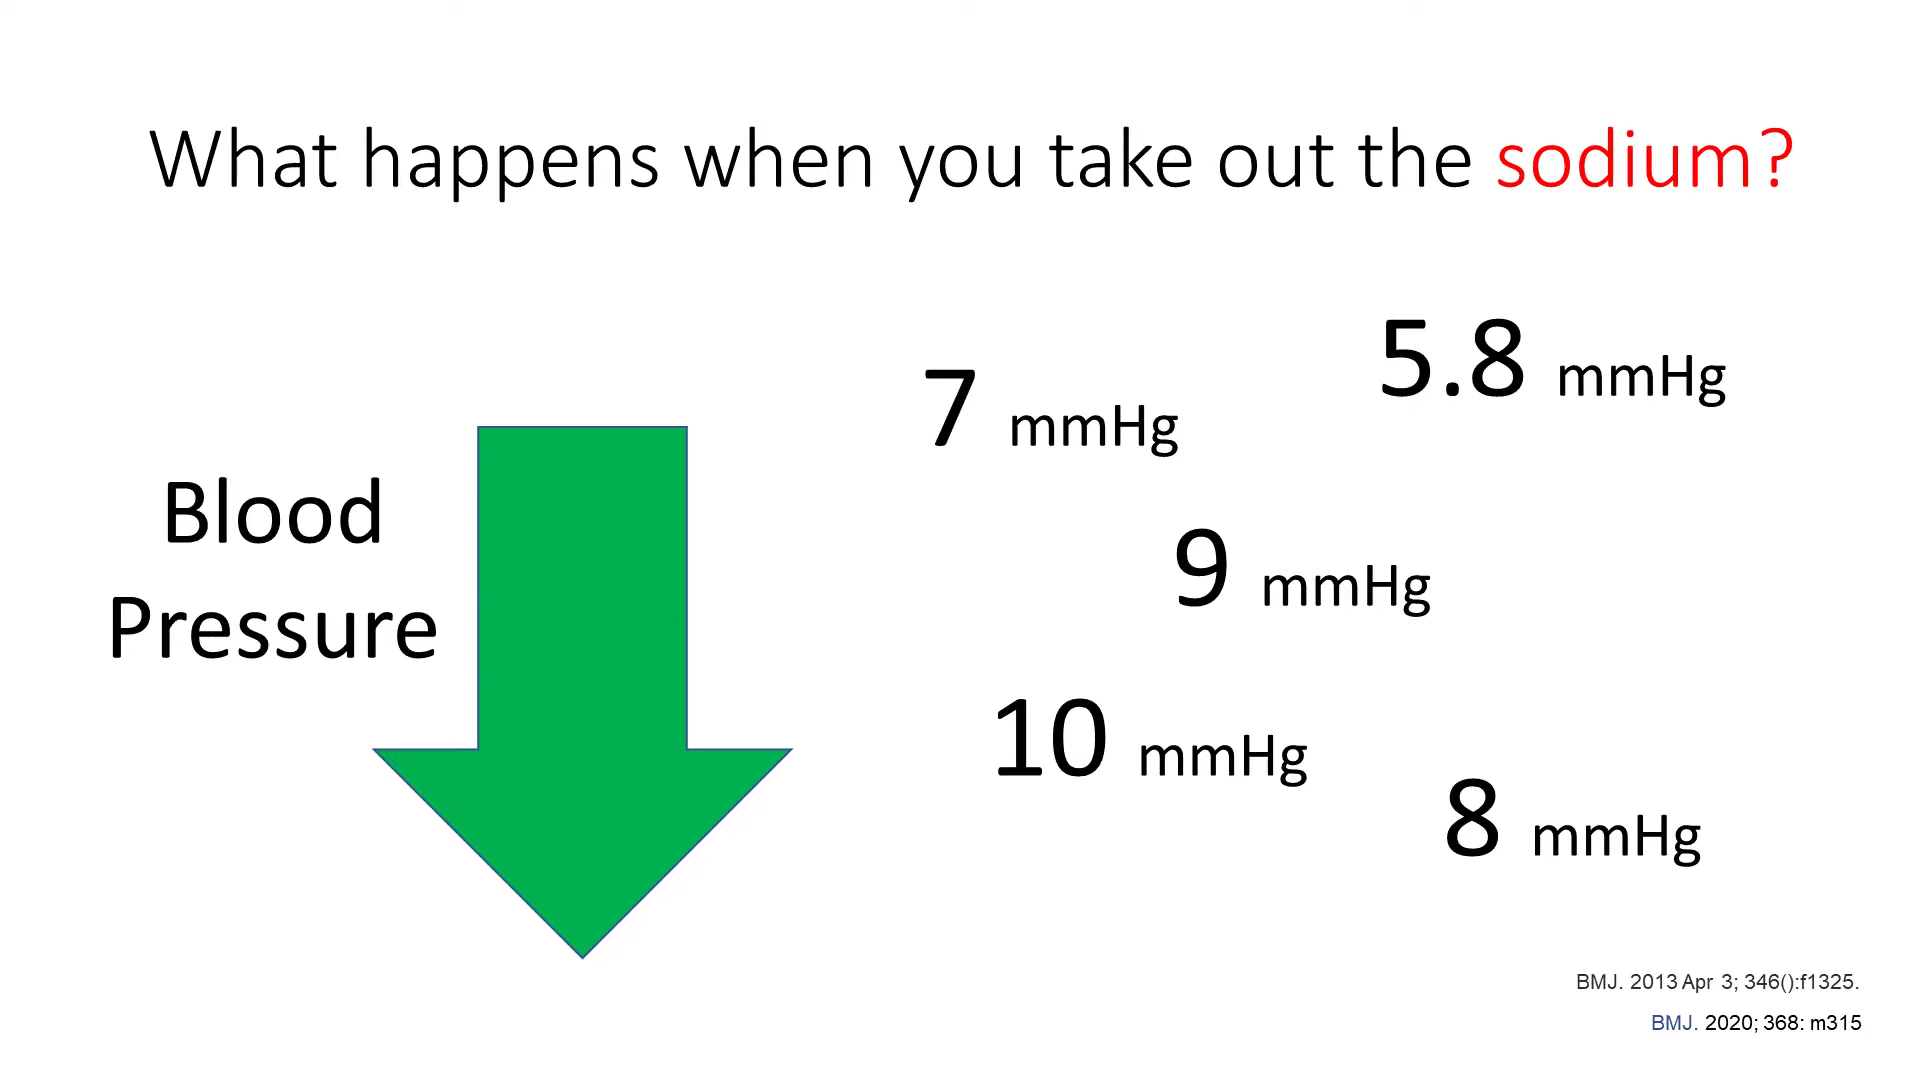 What happens when you take out the sodium?
Blood
Pressure
7 mmHg
5.8 mmHg
9 mmHg
10 mmHg
8 mmHg
BMJ. 2013 Apr 3; 346():f1325.
BMJ. 2020; 368: m315